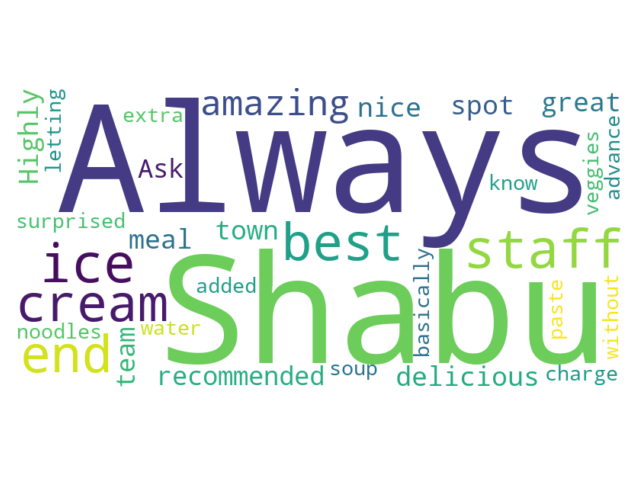 Always
Shabu
Highly
letting
extra
amazing
nice
spot
great
Ask
know
veggies
advance
surprised
meal
town
best
staff
ice
cream
added
basically
paste
without
noodles
water
end
team
recommended
soup
delicious
charge